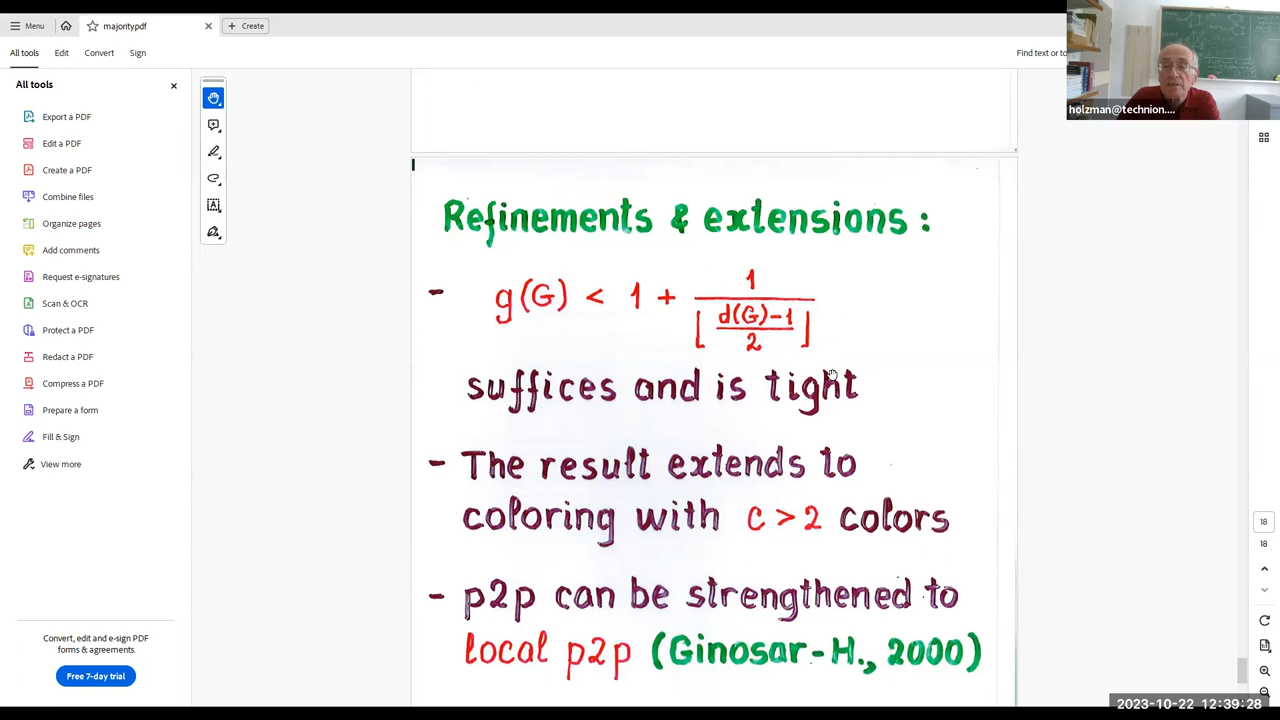 Menu
majoritypdf
Create
All tools
Edit
Convert
Sign
Find text or to
All tools
Export a PDF
Edit a PDF
Create a PDF
Combine files
Organize pages
Add comments
Request e-signatures
Scan & OCR
Protect a PDF
Redact a PDF
Compress a PDF
Prepare a form
Fill & Sign
View more
Convert, edit and e-sign PDF
forms & agreements.
Free 7-day trial
holzman@technion....
Refinements & extensions:
- g(G) < 1 + 1 / ⌊(d(G)-1)/2⌋
suffices and is tight
- The result extends to
coloring with c > 2 colors
- p2p can be strengthened to
local p2p (Ginosar-H., 2000)
18
18
2023-10-22 12:39:28